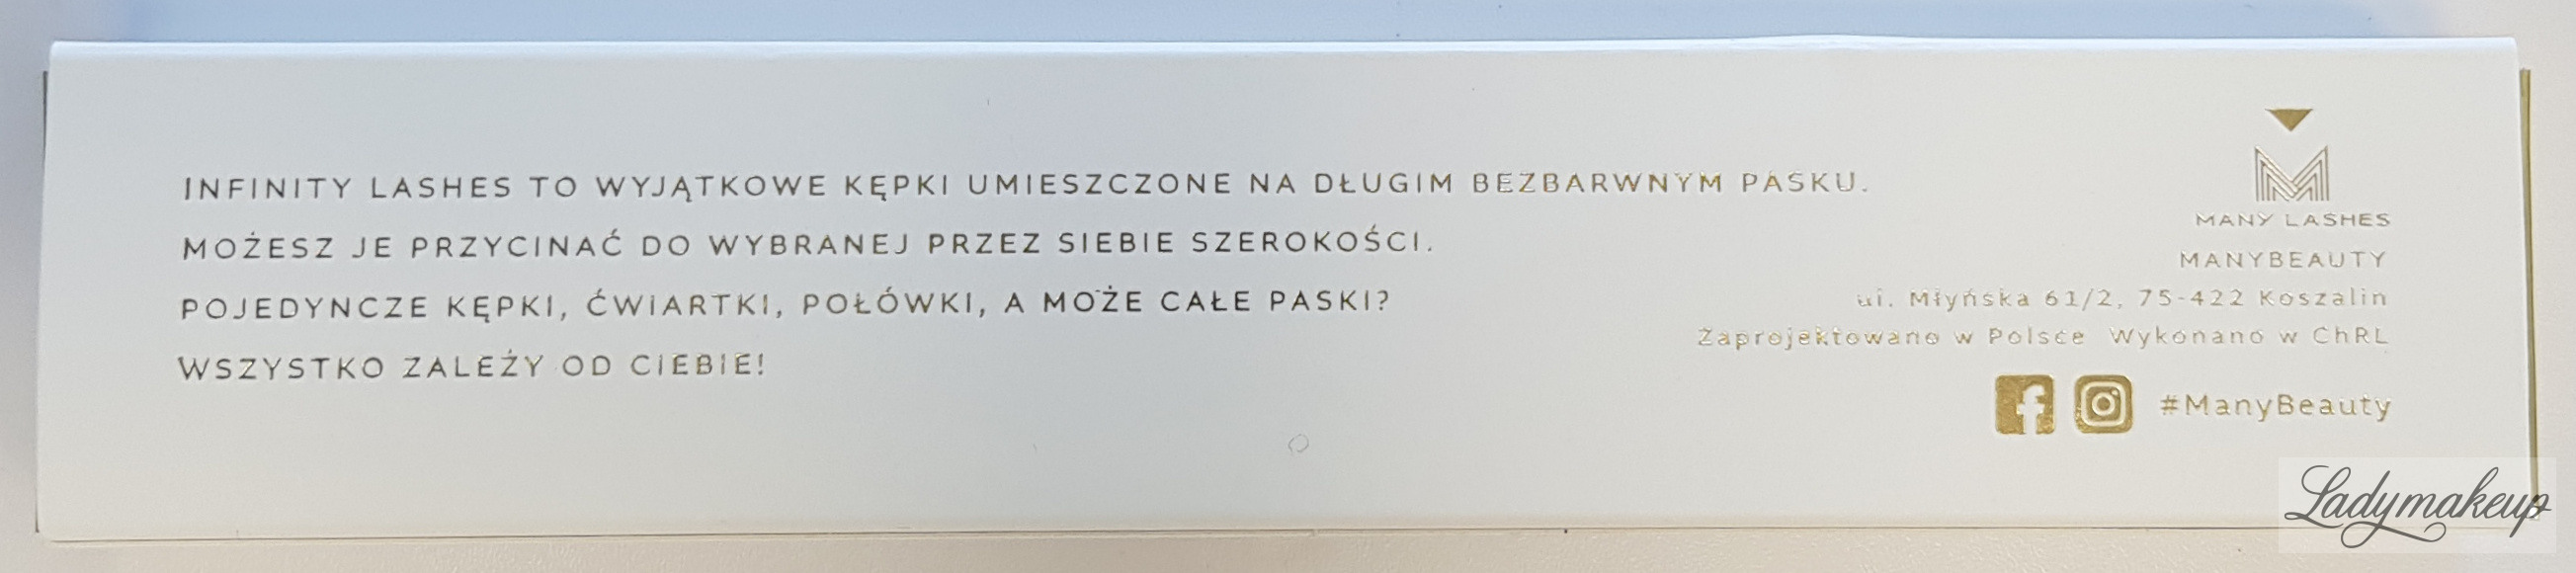 INFINITY LASHES TO WYJĄTKOWE KĘPKI UMIESZCZONE NA DŁUGIM BEZBARWNYM PASKU.
MOŻESZ JE PRZYCINAĆ DO WYBRANEJ PRZEZ SIEBIE SZEROKOŚCI.
POJEDYNCZE KĘPKI, ĆWIARTKI, POŁÓWKI, A MOŻE CAŁE PASKI?
WSZYSTKO ZALEŻY OD CIEBIE!
MANY LASHES
MANYBEAUTY
ul. Młyńska 61/2, 75-422 Koszalin
Zaprojektowano w Polsce Wykonano w ChRL
#ManyBeauty
Ladymakeup